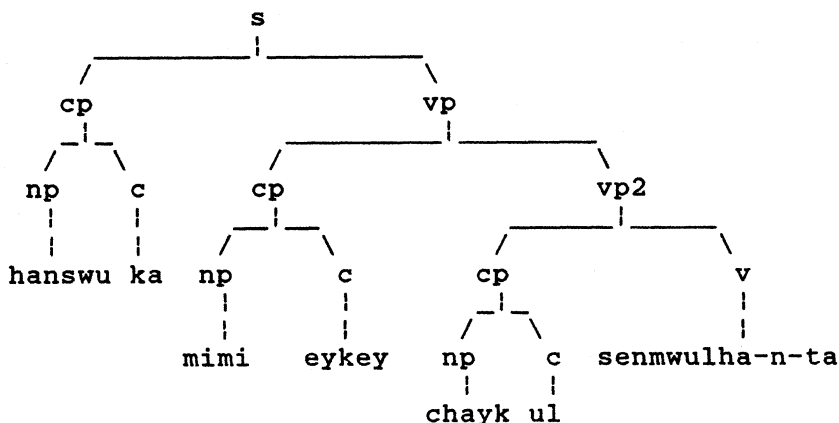 s
cp vp
np c cp vp2
hanswu ka np c cp v
mimi eykey np c senmwulha-n-ta
chayk ul